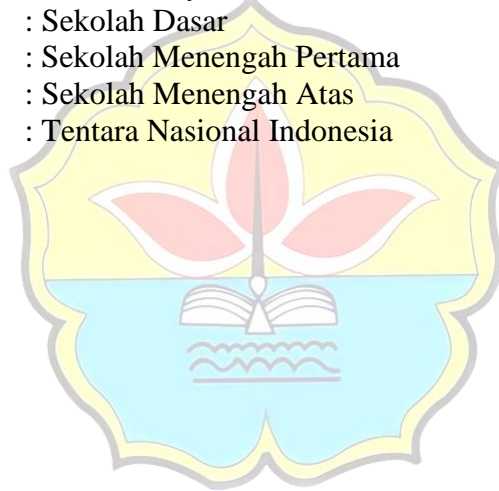 : Sekolah Dasar
: Sekolah Menengah Pertama
: Sekolah Menengah Atas
: Tentara Nasional Indonesia